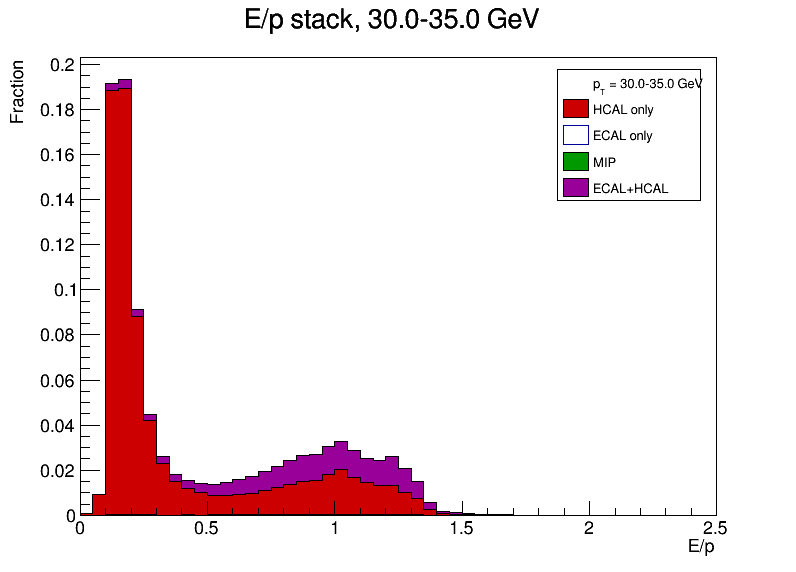 E/p stack, 30.0-35.0 GeV
Fraction
0.2
0.18
0.16
0.14
0.12
0.1
0.08
0.06
0.04
0.02
0
p_T = 30.0-35.0 GeV
HCAL only
ECAL only
MIP
ECAL+HCAL
0 0.5 1 1.5 2 2.5
E/p